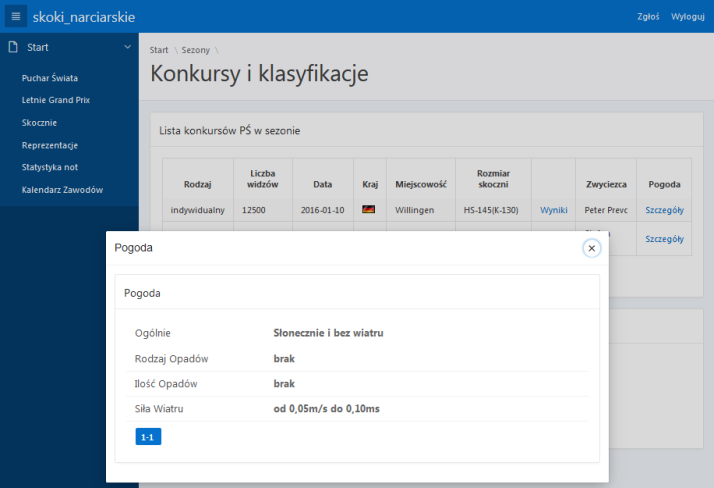 skoki_narciarskie
Zgłoś Wyloguj
Start
Puchar Świata
Letnie Grand Prix
Skocznie
Reprezentacje
Statystyka not
Kalendarz Zawodów
Start \ Sezony \
Konkursy i klasyfikacje
Lista konkursów PŚ w sezonie
Rodzaj Liczba widzów Data Kraj Miejscowość Rozmiar skoczni Zwyciezca Pogoda
indywidualny 12500 2016-01-10 Willingen HS-145(K-130) Wyniki Peter Prevc Szczegóły
Szczegóły
Pogoda
Pogoda
Ogólnie Słonecznie i bez wiatru
Rodzaj Opadów brak
Ilość Opadów brak
Siła Wiatru od 0,05m/s do 0,10ms
1-1